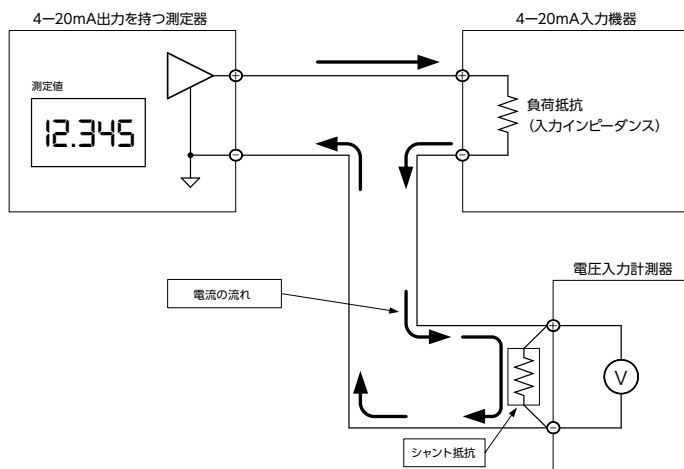 4ー20mA出力を持つ測定器
4ー20mA入力機器
測定値
12.345
負荷抵抗
（入力インピーダンス）
電圧入力計測器
電流の流れ
V
シャント抵抗